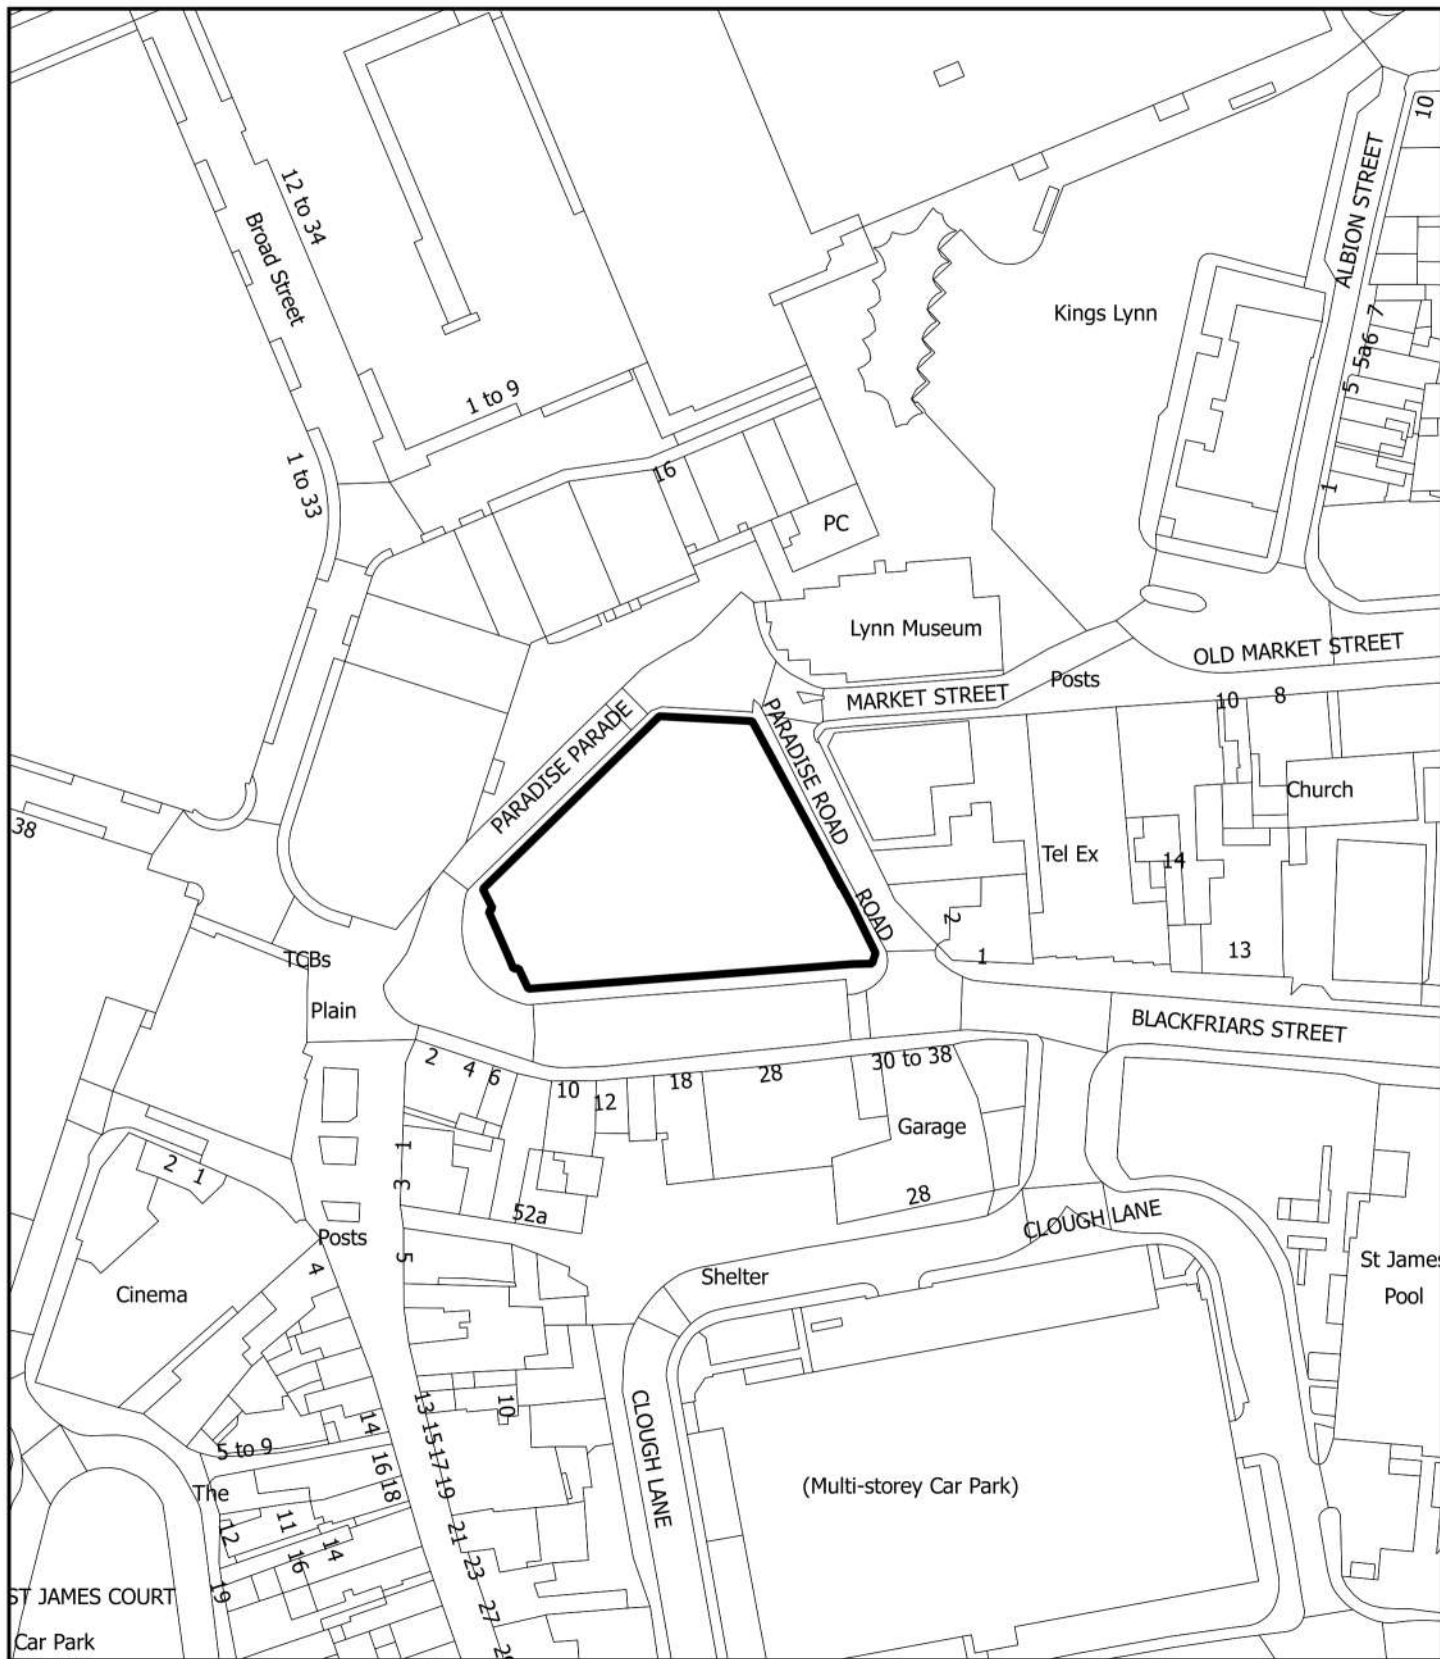 10
ALBION STREET
12 to 34
Broad Street
Kings Lynn
7
5a6
5
1 to 9
1 to 33
16
1
PC
Lynn Museum
OLD MARKET STREET
Posts
MARKET STREET
10
8
PARADISE PARADE
PARADISE ROAD
Church
38
Tel Ex
14
ROAD
2
1
13
TCBs
Plain
BLACKFRIARS STREET
2
4
6
10
12
18
28
30 to 38
Garage
1
2
1
3
28
52a
CLOUGH LANE
Posts
5
4
Shelter
St James
Pool
Cinema
13
10
14
15
CLOUGH LANE
5 to 9
16
17
18
19
(Multi-storey Car Park)
The
11
12
14
21
16
23
ST JAMES COURT
19
27
Car Park